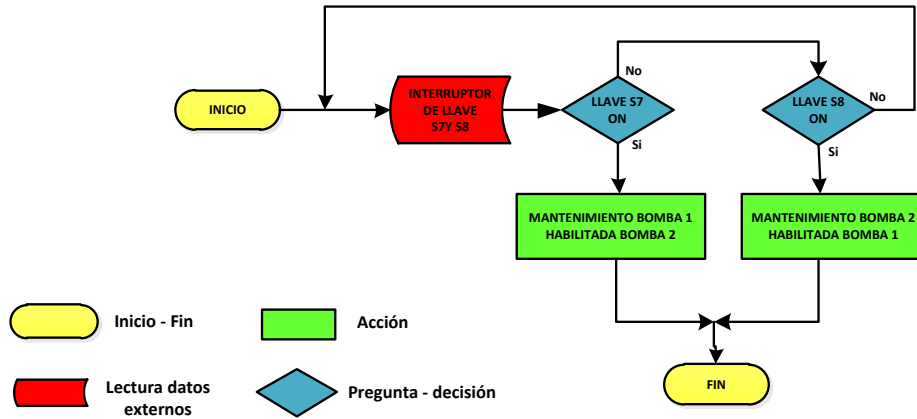 INICIO
INTERRUPTOR
DE LLAVE
S7Y S8
No
LLAVE S7
ON
Si
LLAVE S8
ON
No
Si
MANTENIMIENTO BOMBA 1
HABILITADA BOMBA 2
MANTENIMIENTO BOMBA 2
HABILITADA BOMBA 1
FIN
Inicio - Fin
Acción
Lectura datos
externos
Pregunta - decisión